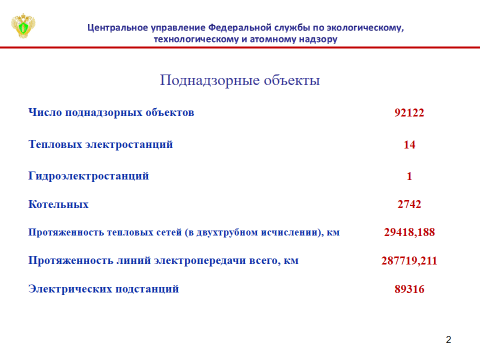 Центральное управление Федеральной службы по экологическому,
технологическому и атомному надзору
Поднадзорные объекты
Число поднадзорных объектов 92122
Тепловых электростанций 14
Гидроэлектростанций 1
Котельных 2742
Протяженность тепловых сетей (в двухтрубном исчислении), км 29418,188
Протяженность линий электропередачи всего, км 287719,211
Электрических подстанций 89316
2